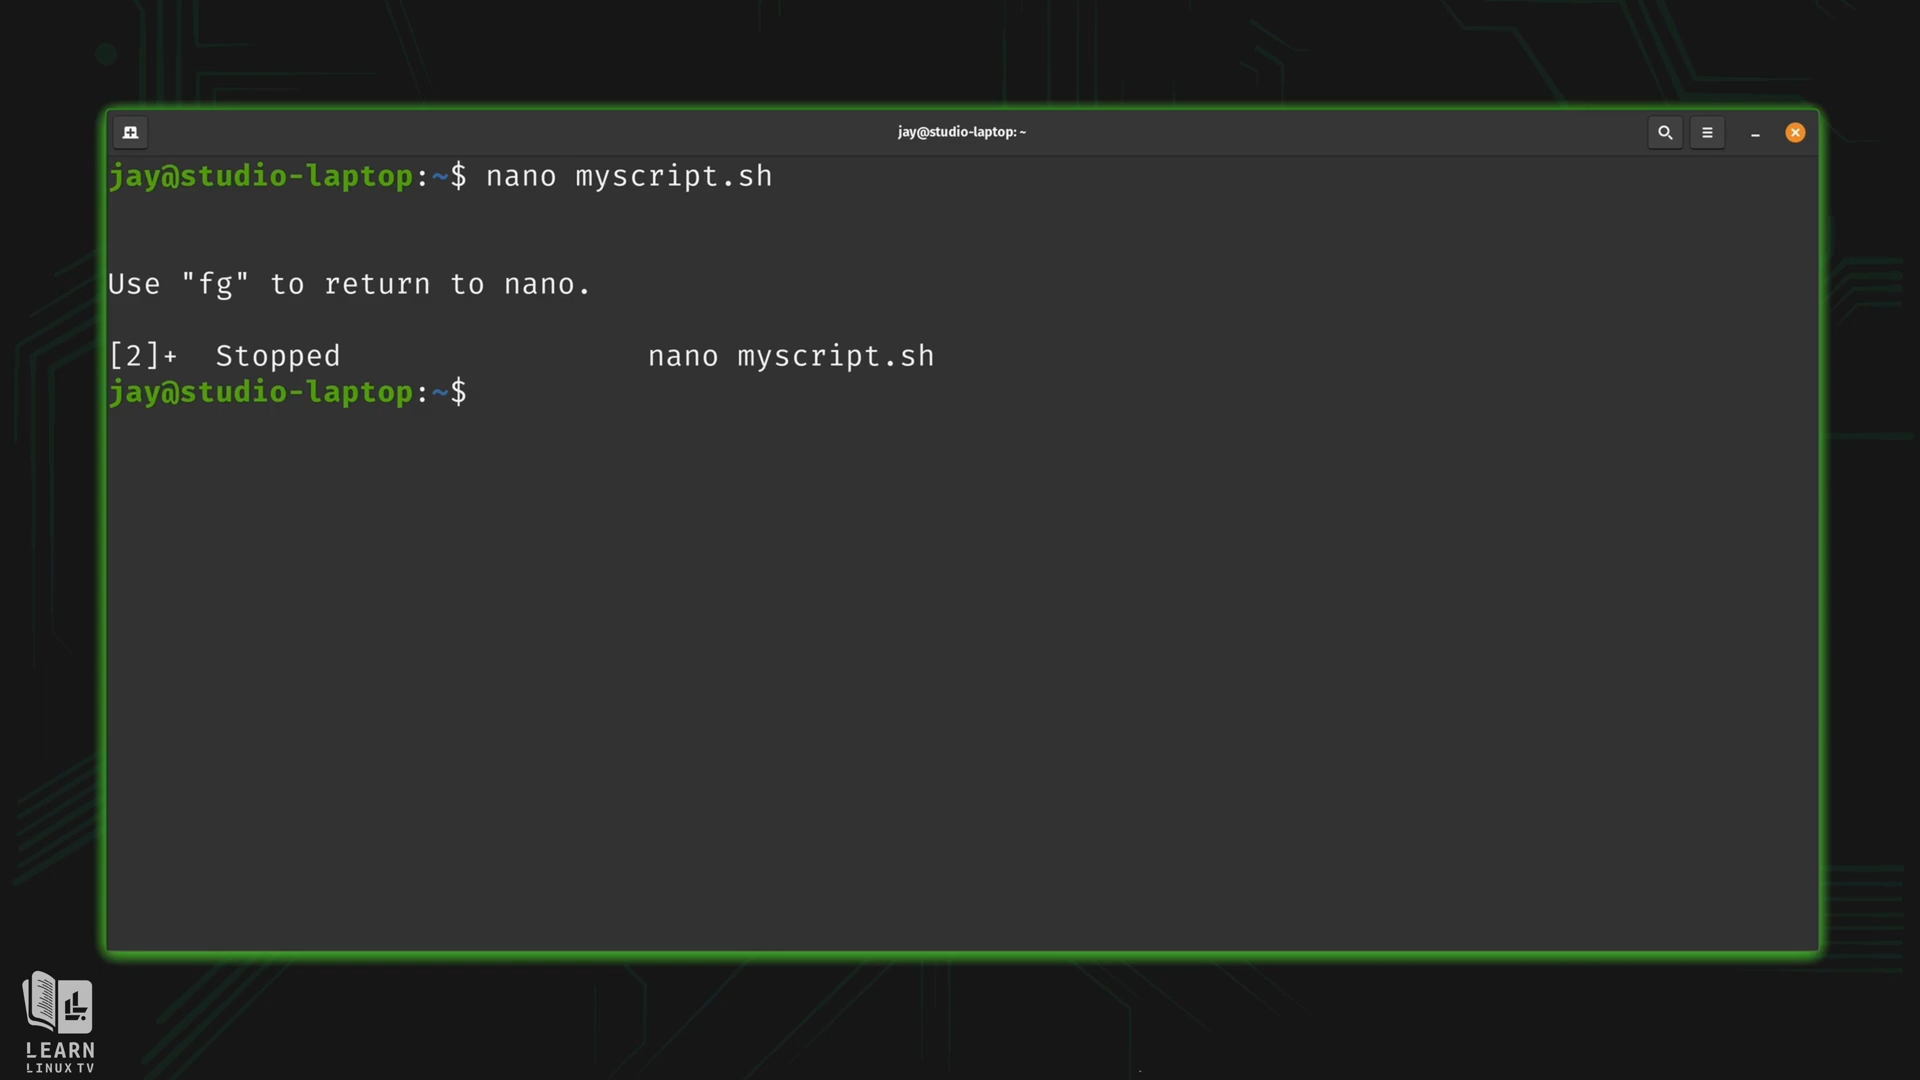 jay@studio-laptop: ~
jay@studio-laptop:~$ nano myscript.sh
Use "fg" to return to nano.
[2]+  Stopped                 nano myscript.sh
jay@studio-laptop:~$
LEARN
LINUX TV